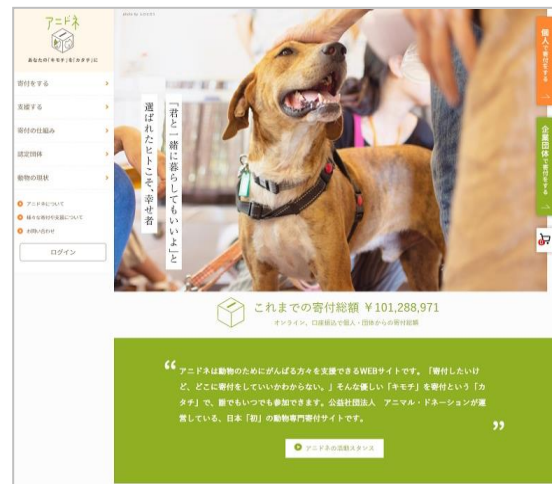 アニドネ
あなたの「キモチ」を「カタチ」に
寄付をする
支援する
寄付の仕組み
認定団体
動物の現状
アニドネについて
様々な寄付や支援について
お問い合わせ
ログイン
「君と一緒に暮らしてもいいよ」と
選ばれたヒトこそ、幸せ者
個人で寄付をする
企業団体で寄付をする
これまでの寄付総額 ¥101,288,971
オンライン、口座振込で個人・団体からの寄付総額
“アニドネは動物のためにがんばる方々を支援できるWEBサイトです。「寄付したいけ
ど、どこに寄付をしていいかわからない。」そんな優しい「キモチ」を寄付という「カ
タチ」で、誰でもいつでも参加できます。公益社団法人 アニマル・ドネーションが運
営している、日本「初」の動物専門寄付サイトです。”
アニドネの活動スタンス